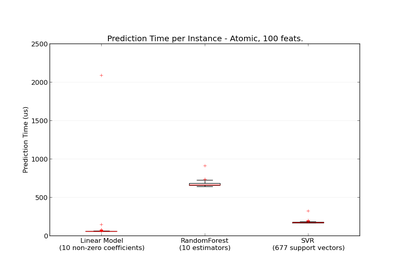 Prediction Time per Instance - Atomic, 100 feats.
2500
2000
1500
1000
500
0
Prediction Time (us)
Linear Model
(10 non-zero coefficients)
RandomForest
(10 estimators)
SVR
(677 support vectors)